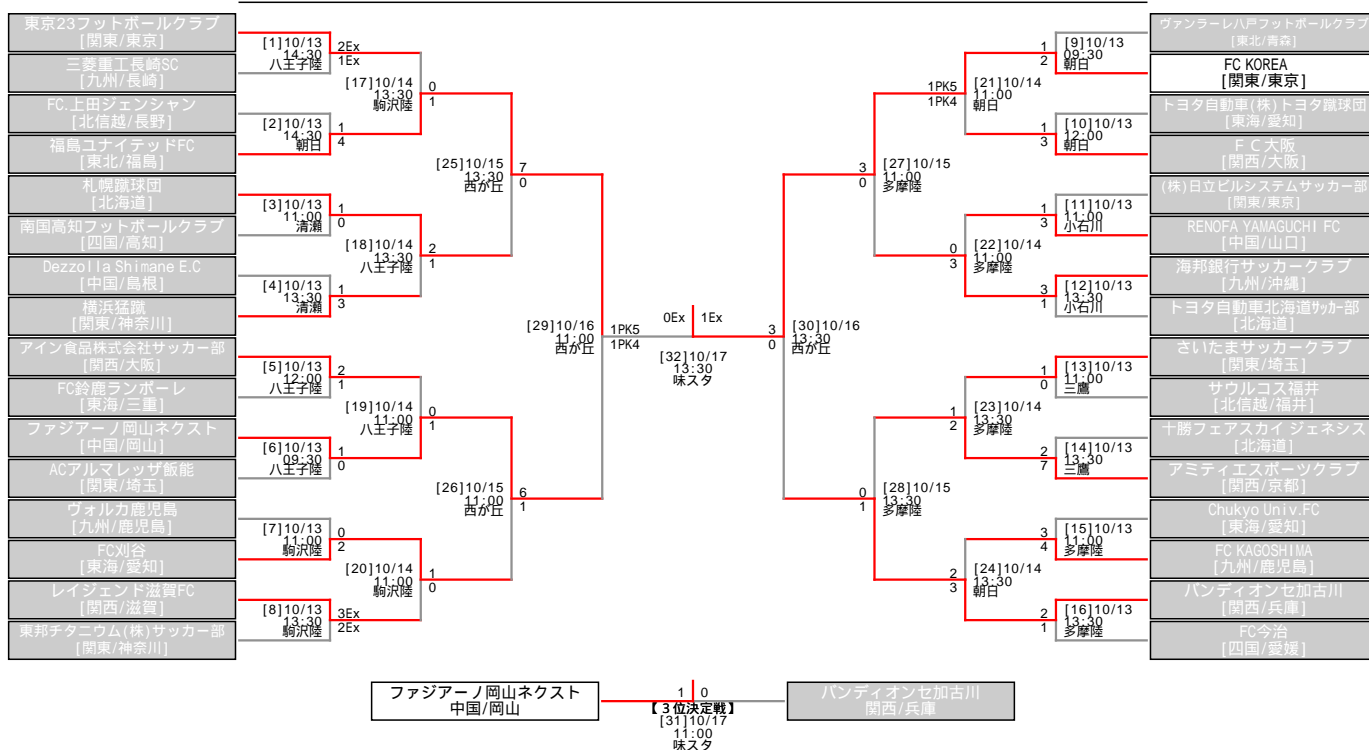 東京23フットボールクラブ
[関東/東京]
三菱重工長崎SC
[九州/長崎]
FC.上田ジェンシャン
[北信越/長野]
福島ユナイテッドFC
[東北/福島]
札幌蹴球団
[北海道]
南国高知フットボールクラブ
[四国/高知]
Dezzolla Shimane E.C
[中国/島根]
横浜猛蹴
[関東/神奈川]
アイン食品株式会社サッカー部
[関西/大阪]
FC鈴鹿ランポーレ
[東海/三重]
ファジアーノ岡山ネクスト
[中国/岡山]
ACアルマレッザ飯能
[関東/埼玉]
ヴォルカ鹿児島
[九州/鹿児島]
FC刈谷
[東海/愛知]
レイジェンド滋賀FC
[関西/滋賀]
東邦チタニウム(株)サッカー部
[関東/神奈川]
[1]10/13
14:30
八王子陸
2Ex
1Ex
[2]10/13
14:30
朝日
1
4
[3]10/13
11:00
清瀬
1
0
[4]10/13
13:30
清瀬
1
3
[5]10/13
12:00
八王子陸
2
1
[6]10/13
09:30
八王子陸
1
0
[7]10/13
11:00
駒沢陸
0
2
[8]10/13
13:30
駒沢陸
3Ex
2Ex
[17]10/14
13:30
駒沢陸
0
1
[18]10/14
13:30
八王子陸
2
1
[19]10/14
11:00
八王子陸
0
1
[20]10/14
11:00
駒沢陸
1
0
[25]10/15
13:30
西が丘
7
0
[26]10/15
11:00
西が丘
6
1
[29]10/16
11:00
西が丘
1PK5
1PK4
0Ex
1Ex
[32]10/17
13:30
味スタ
3
0
[30]10/16
13:30
西が丘
3
0
[27]10/15
11:00
多摩陸
0
1
[28]10/15
13:30
多摩陸
1PK5
1PK4
[21]10/14
11:00
朝日
0
3
[22]10/14
11:00
多摩陸
1
2
[23]10/14
13:30
多摩陸
2
3
[24]10/14
13:30
朝日
1
2
[9]10/13
09:30
朝日
1
3
[10]10/13
12:00
朝日
1
3
[11]10/13
11:00
小石川
3
1
[12]10/13
13:30
小石川
1
0
[13]10/13
11:00
三鷹
2
7
[14]10/13
13:30
三鷹
3
4
[15]10/13
11:00
多摩陸
2
1
[16]10/13
13:30
多摩陸
ヴァンラーレ八戸フットボールクラブ
[東北/青森]
FC KOREA
[関東/東京]
トヨタ自動車(株)トヨタ蹴球団
[東海/愛知]
ＦＣ大阪
[関西/大阪]
(株)日立ビルシステムサッカー部
[関東/東京]
RENOFA YAMAGUCHI FC
[中国/山口]
海邦銀行サッカークラブ
[九州/沖縄]
トヨタ自動車北海道サッカー部
[北海道]
さいたまサッカークラブ
[関東/埼玉]
サウルコス福井
[北信越/福井]
十勝フェアスカイ ジェネシス
[北海道]
アミティエスポーツクラブ
[関西/京都]
Chukyo Univ.FC
[東海/愛知]
FC KAGOSHIMA
[九州/鹿児島]
バンディオンセ加古川
[関西/兵庫]
FC今治
[四国/愛媛]
ファジアーノ岡山ネクスト
中国/岡山
1
0
【３位決定戦】
[31]10/17
11:00
味スタ
バンディオンセ加古川
関西/兵庫